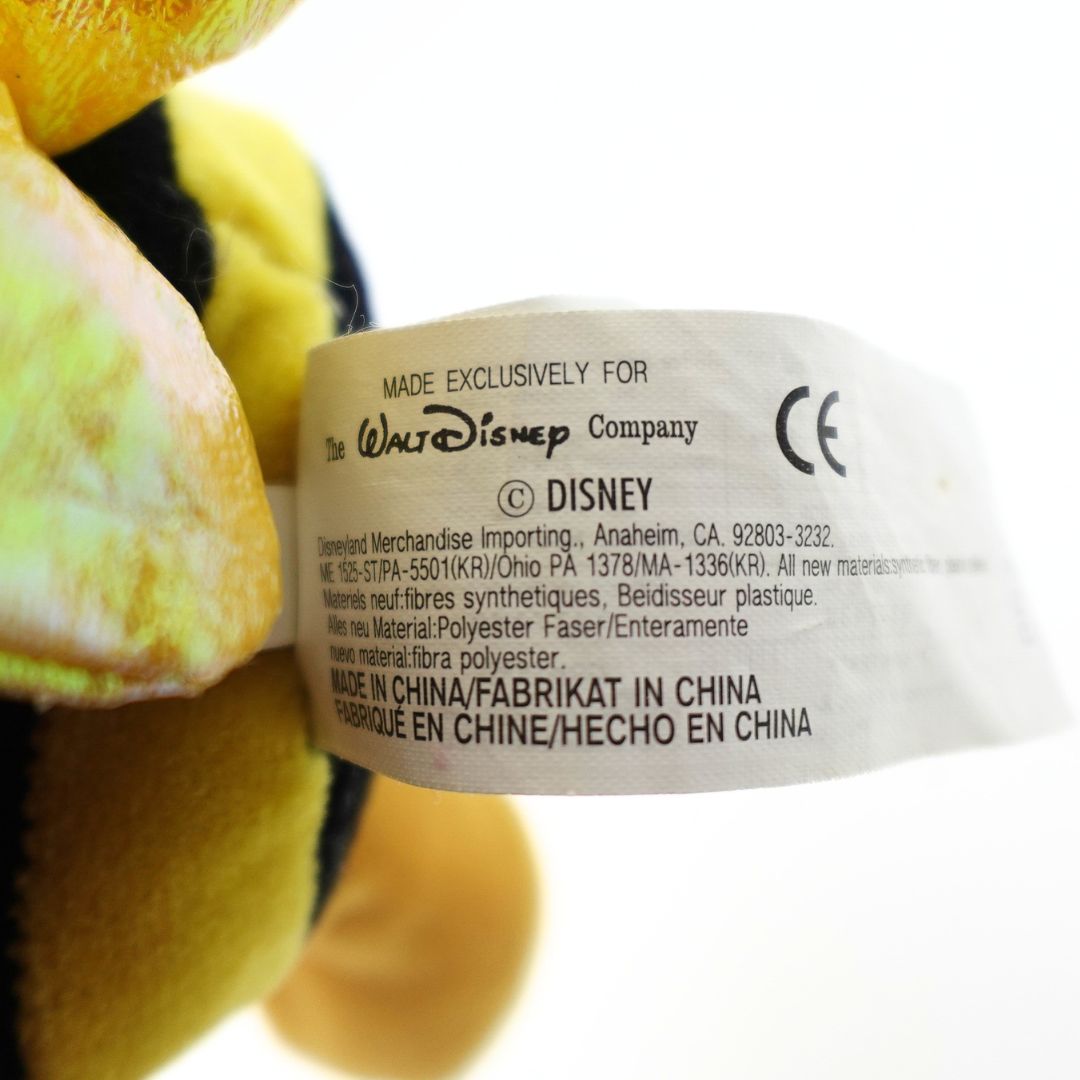 MADE EXCLUSIVELY FOR
The WALT DISNEY Company
CE
© DISNEY
Disneyland Merchandise Importing., Anaheim, CA. 92803-3232.
ME 1525-ST/PA-5501(KR)/Ohio PA 1378/MA-1336(KR). All new materials:synthetic
Materiels neuf:fibres synthetiques, Beidisseur plastique.
Alles neu Material:Polyester Faser/Enteramente
nuevo material:fibra polyester.
MADE IN CHINA/FABRIKAT IN CHINA
FABRIQUÉ EN CHINE/HECHO EN CHINA